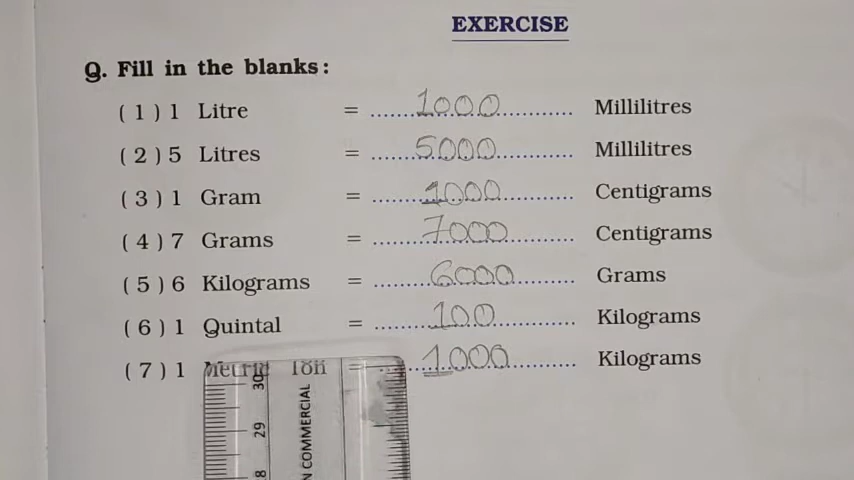 EXERCISE
Q. Fill in the blanks:
(1) 1 Litre = ........1000............ Millilitres
(2) 5 Litres = ........5000............ Millilitres
(3) 1 Gram = ........1000............ Centigrams
(4) 7 Grams = ........7000............ Centigrams
(5) 6 Kilograms = ........6000............ Grams
(6) 1 Quintal = ........100............ Kilograms
(7) 1 Metric Ton = ........1000............ Kilograms
30
29
8
N COMMERCIAL